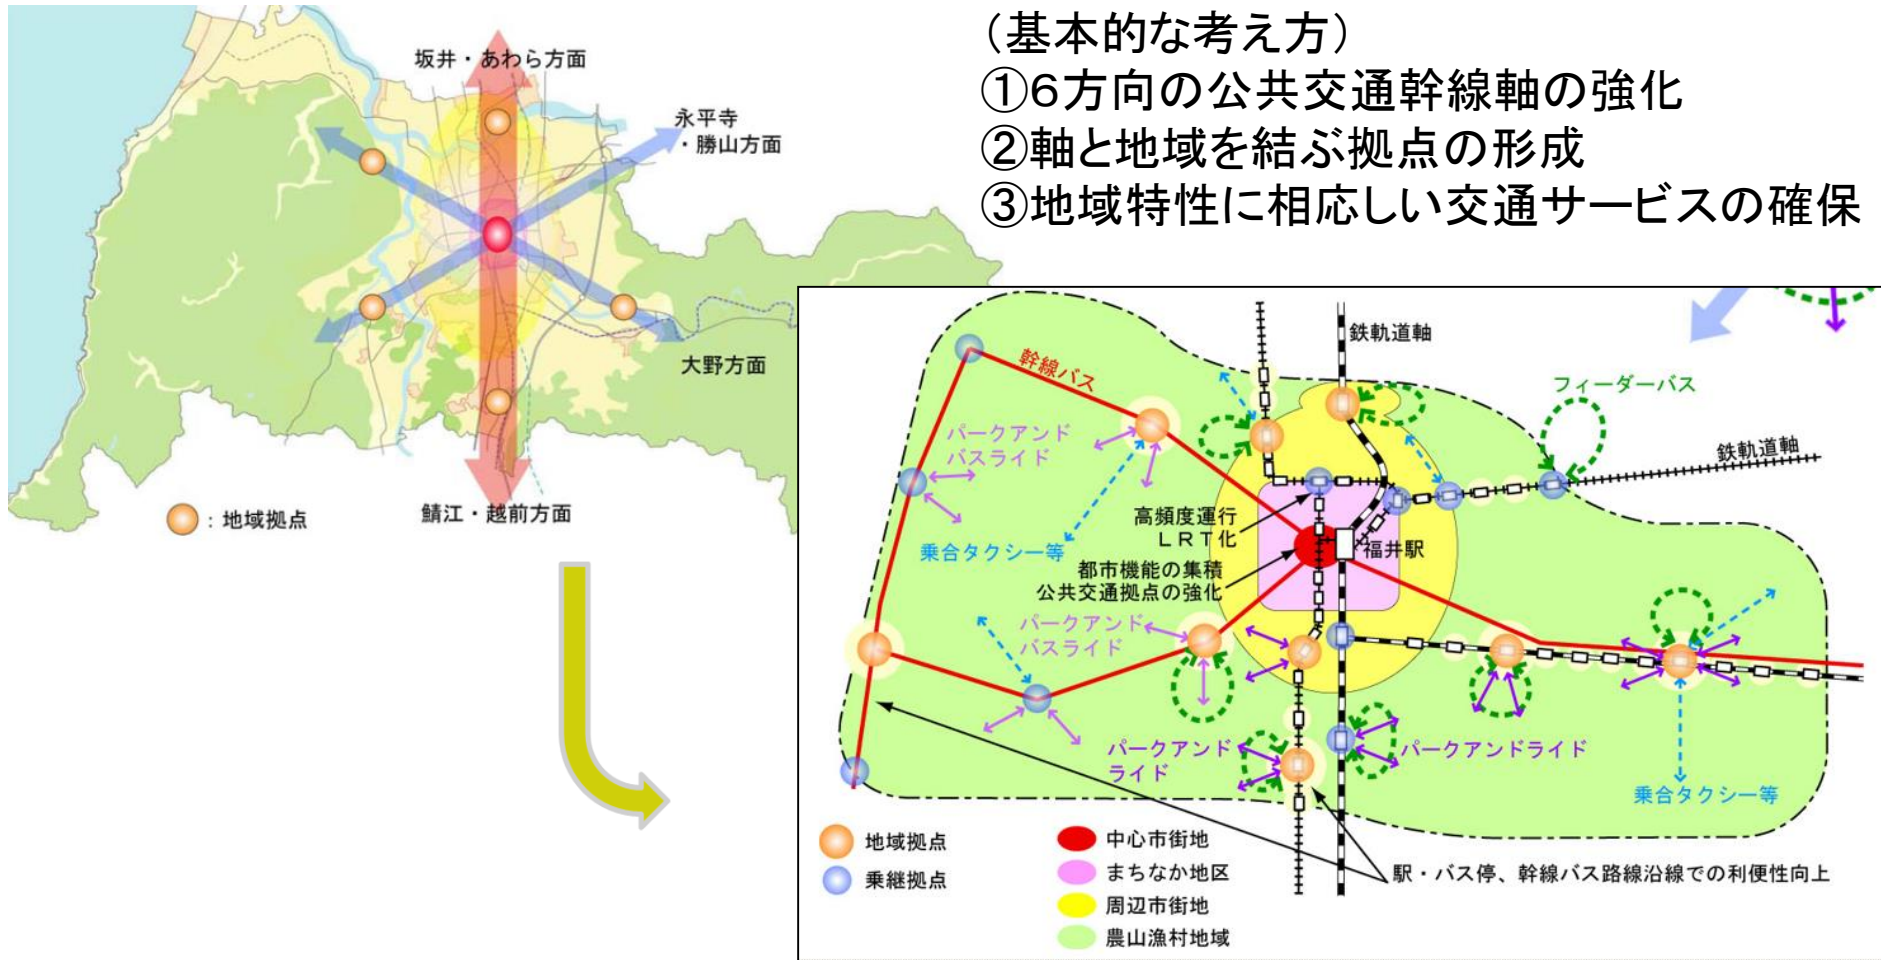 （基本的な考え方）
①６方向の公共交通幹線軸の強化
②軸と地域を結ぶ拠点の形成
③地域特性に相応しい交通サービスの確保
坂井・あわら方面
永平寺
・勝山方面
大野方面
鯖江・越前方面
：地域拠点
鉄軌道軸
幹線バス
フィーダーバス
パークアンド
バスライド
鉄軌道軸
高頻度運行
ＬＲＴ化
福井駅
乗合タクシー等
都市機能の集積
公共交通拠点の強化
パークアンド
バスライド
パークアンド
ライド
パークアンドライド
乗合タクシー等
地域拠点
乗継拠点
中心市街地
まちなか地区
周辺市街地
農山漁村地域
駅・バス停、幹線バス路線沿線での利便性向上